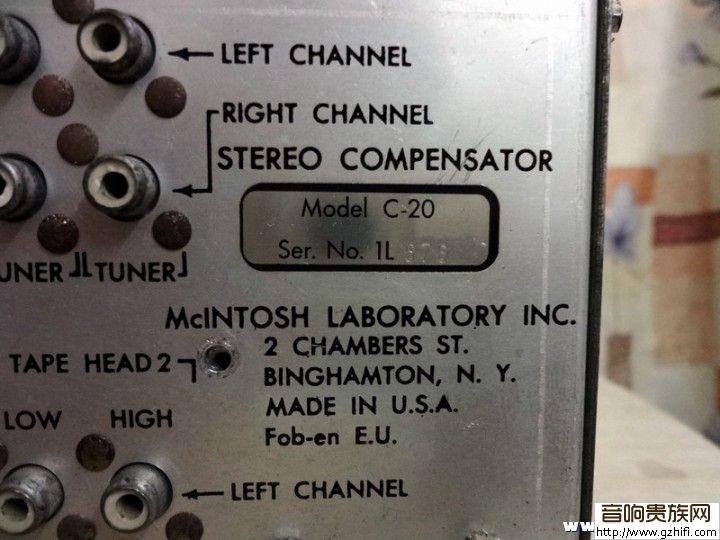 LEFT CHANNEL
RIGHT CHANNEL
STEREO COMPENSATOR
Model C-20
Ser. No. 1L
TUNER
McINTOSH LABORATORY INC.
2 CHAMBERS ST.
BINGHAMTON, N. Y.
MADE IN U.S.A.
Fob-en E.U.
TAPE HEAD 2
LOW HIGH
LEFT CHANNEL
音响贵族网
http://www.gzhifi.com